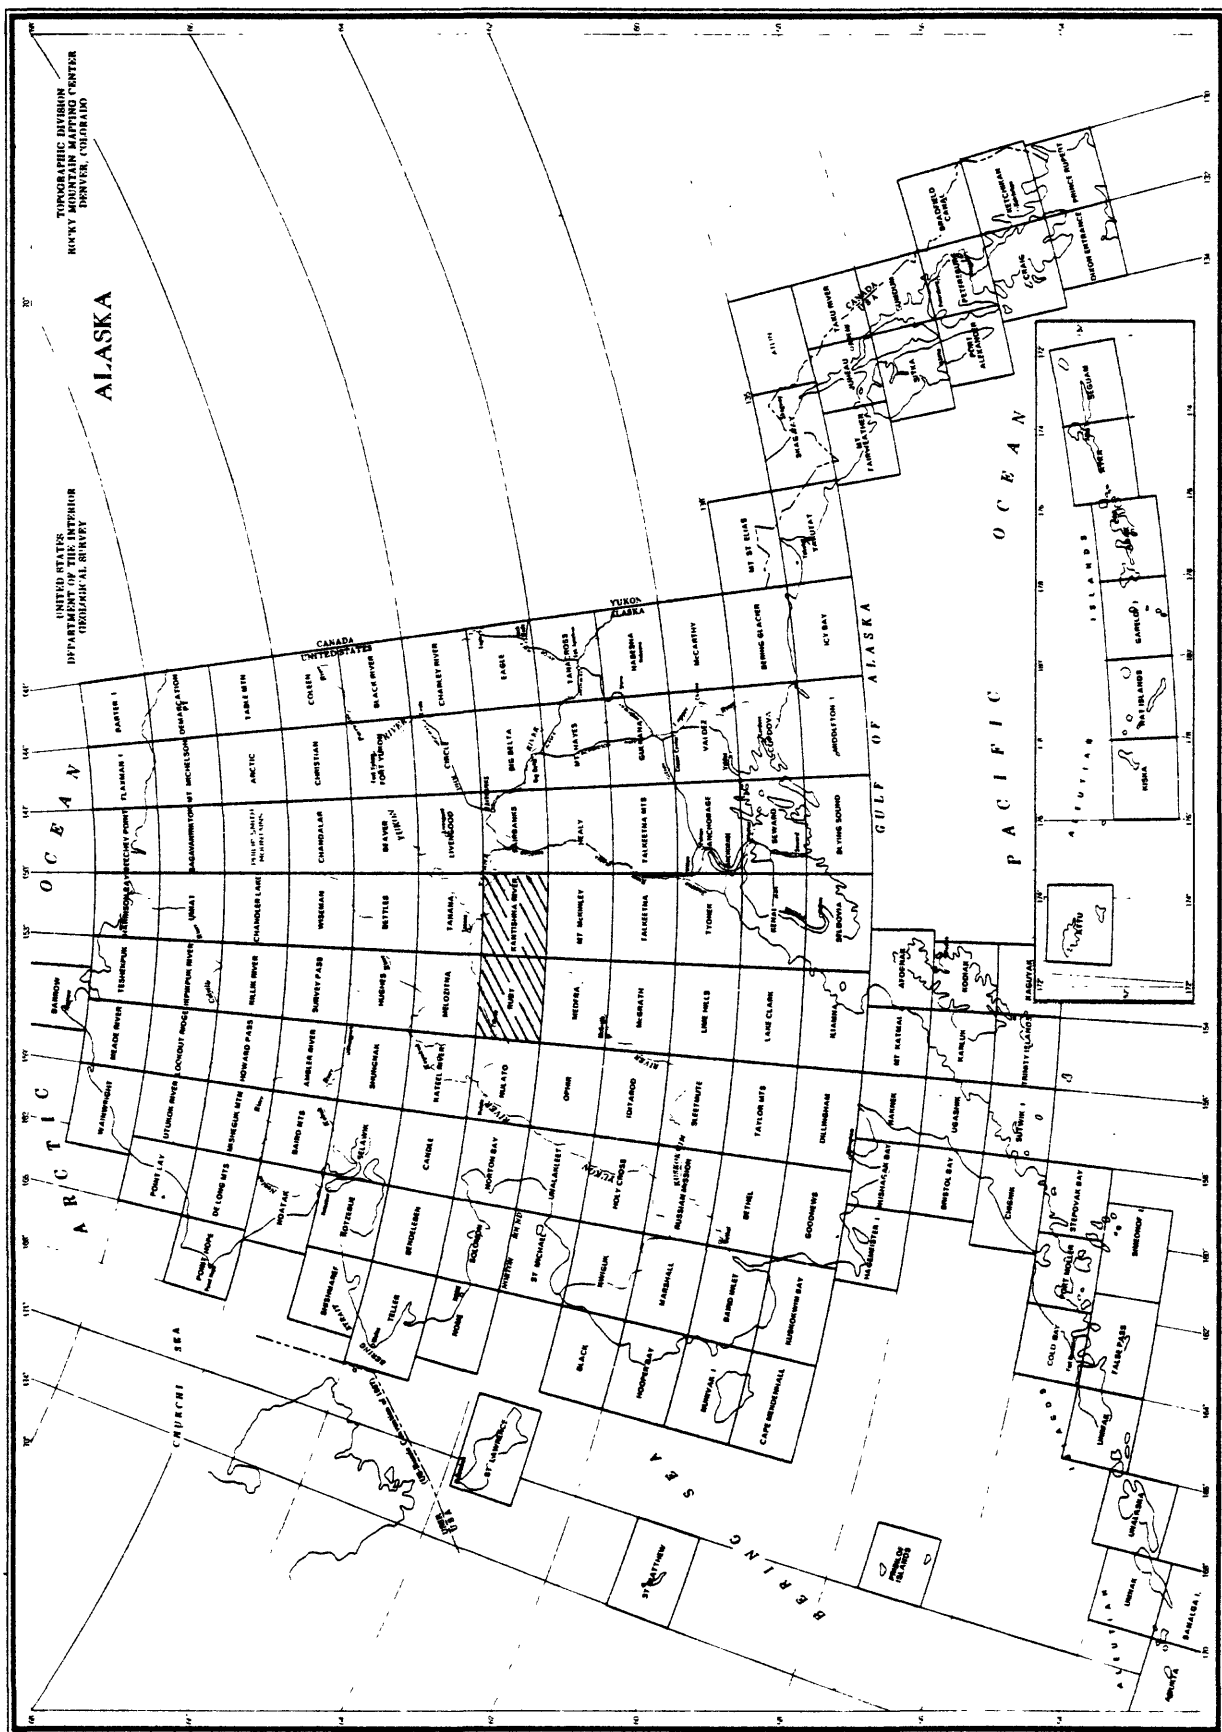 UNITED STATES
DEPARTMENT OF THE INTERIOR
GEOLOGICAL SURVEY
ALASKA
TOPOGRAPHIC DIVISION
ROCKY MOUNTAIN MAPPING CENTER
DENVER, COLORADO
ARCTIC OCEAN
CHUKCHI SEA
BERING SEA
GULF OF ALASKA
PACIFIC OCEAN
ALEUTIAN ISLANDS
CANADA
UNITED STATES
YUKON
ALASKA
BARROW
WAINWRIGHT
MEADE RIVER
TESHEKPUK
HARRISON BAY
BEECHEY POINT
FLAXMAN I
BARTER I
POINT LAY
UTUKOK RIVER
LOOKOUT RIDGE
IKPIKPUK RIVER
UMIAT
SAGAVANIRKTOK
MT MICHELSON
DEMARCATION
PT
POINT HOPE
DE LONG MTS
MISHEGUK MTN
HOWARD PASS
KILLIK RIVER
CHANDLER LAKE
PHILIP SMITH
MOUNTAINS
ARCTIC
TABLE MTN
NOATAK
BAIRD MTS
AMBLER RIVER
SURVEY PASS
WISEMAN
CHANDALAR
CHRISTIAN
COLEEN
SHISHMAREF
KOTZEBUE
SELAWIK
SHUNGNAK
HUGHES
BETTLES
BEAVER
FORT YUKON
BLACK RIVER
TELLER
BENDELEBEN
CANDLE
KATEEL RIVER
MELOZITNA
TANANA
LIVENGOOD
CIRCLE
CHARLEY RIVER
NOME
SOLOMON
NORTON BAY
NULATO
RUBY
KANTISHNA RIVER
FAIRBANKS
BIG DELTA
EAGLE
ST LAWRENCE
ST MICHAEL
UNALAKLEET
OPHIR
MEDFRA
MT McKINLEY
HEALY
MT HAYES
TANACROSS
BLACK
KWIGUK
HOLY CROSS
IDITAROD
McGRATH
TALKEETNA
TALKEETNA MTS
GULKANA
NABESNA
ST MATTHEW
HOOPER BAY
MARSHALL
RUSSIAN MISSION
SLEETMUTE
LIME HILLS
TYONEK
ANCHORAGE
VALDEZ
McCARTHY
NUNIVAK I
BAIRD INLET
BETHEL
TAYLOR MTS
LAKE CLARK
KENAI
SEWARD
CORDOVA
BERING GLACIER
MT ST ELIAS
CAPE MENDENHALL
KUSKOKWIM BAY
GOODNEWS
DILLINGHAM
ILIAMNA
SELDOVIA
BLYING SOUND
MIDDLETON I
ICY BAY
YAKUTAT
SKAGWAY
ATLIN
MT
FAIRWEATHER
JUNEAU
TAKU RIVER
SITKA
SUMDUM
PORT
ALEXANDER
PETERSBURG
BRADFIELD
CANAL
CRAIG
KETCHIKAN
DIXON ENTRANCE
PRINCE RUPERT
PRIBILOF
ISLANDS
HAGEMEISTER I
NUSHAGAK BAY
NAKNEK
MT KATMAI
AFOGNAK
BRISTOL BAY
UGASHIK
KARLUK
KODIAK
CHIGNIK
SUTWIK I
TRINITY ISLANDS
KAGUYAK
COLD BAY
PORT MOLLER
STEPOVAK BAY
UNIMAK
FALSE PASS
SIMEONOF I
UMNAK
UNALASKA
SAMALGA I.
AMUKTA
ATTU
KISKA
RAT ISLANDS
GARELOI I
SEGUAM